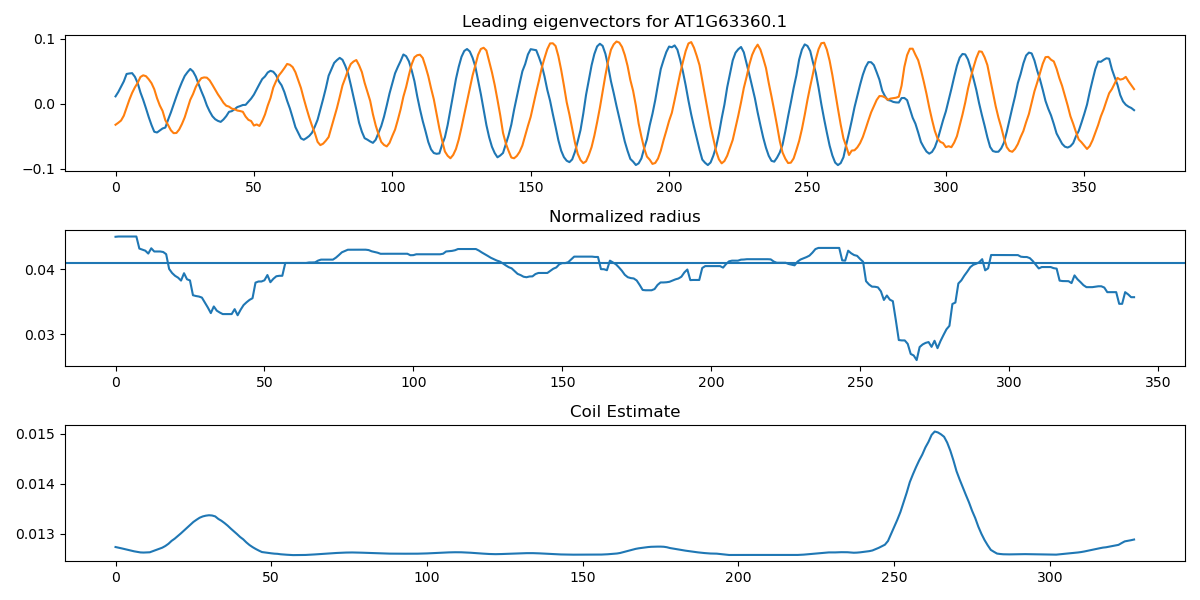 Leading eigenvectors for AT1G63360.1
0.1
0.0
−0.1
0 50 100 150 200 250 300 350
Normalized radius
0.04
0.03
0 50 100 150 200 250 300 350
Coil Estimate
0.015
0.014
0.013
0 50 100 150 200 250 300